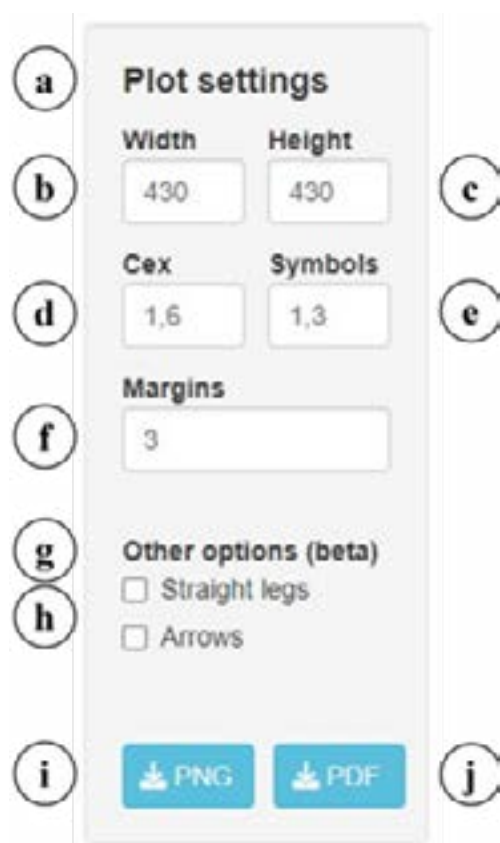 a Plot settings
Width Height
b 430 430 c
Cex Symbols
d 1,6 1,3 e
Margins
f 3
g Other options (beta)
Straight legs
h Arrows
i PNG PDF j